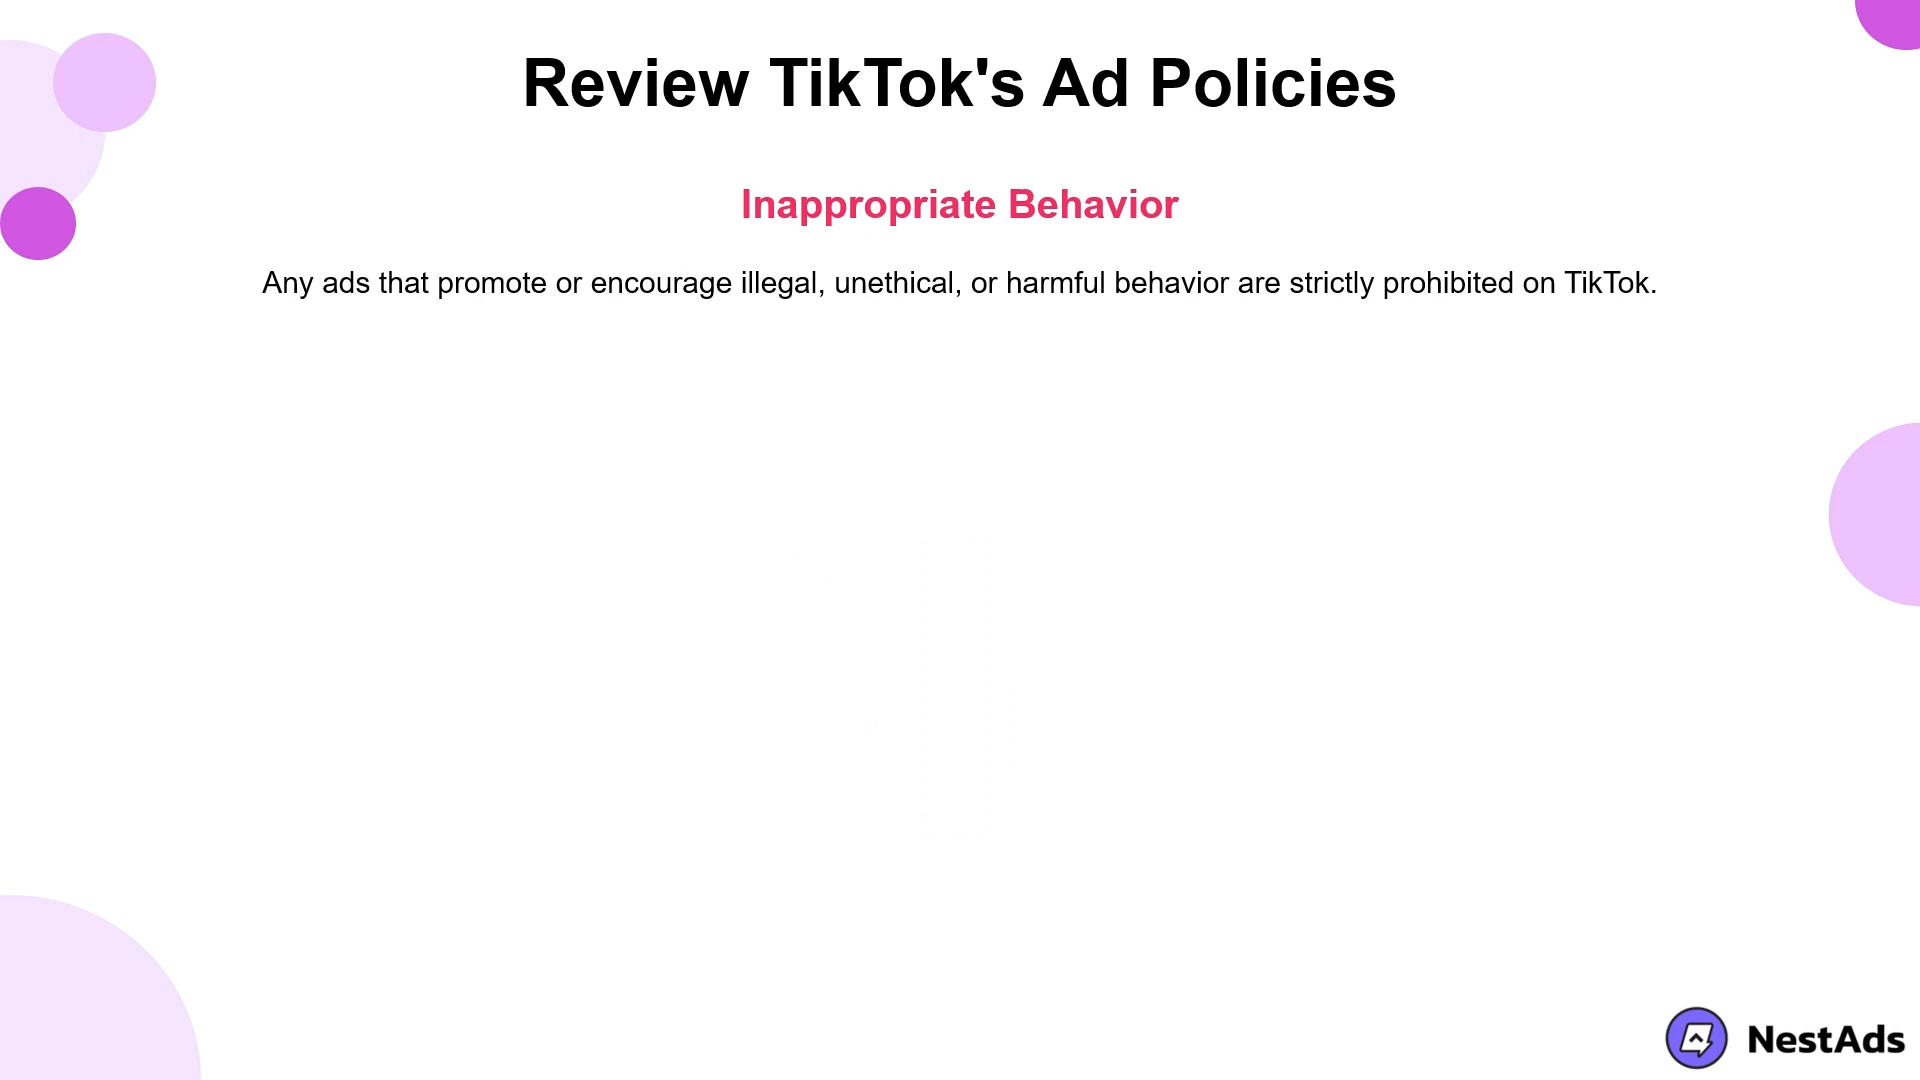 Review TikTok's Ad Policies
Inappropriate Behavior
Any ads that promote or encourage illegal, unethical, or harmful behavior are strictly prohibited on TikTok.
NestAds